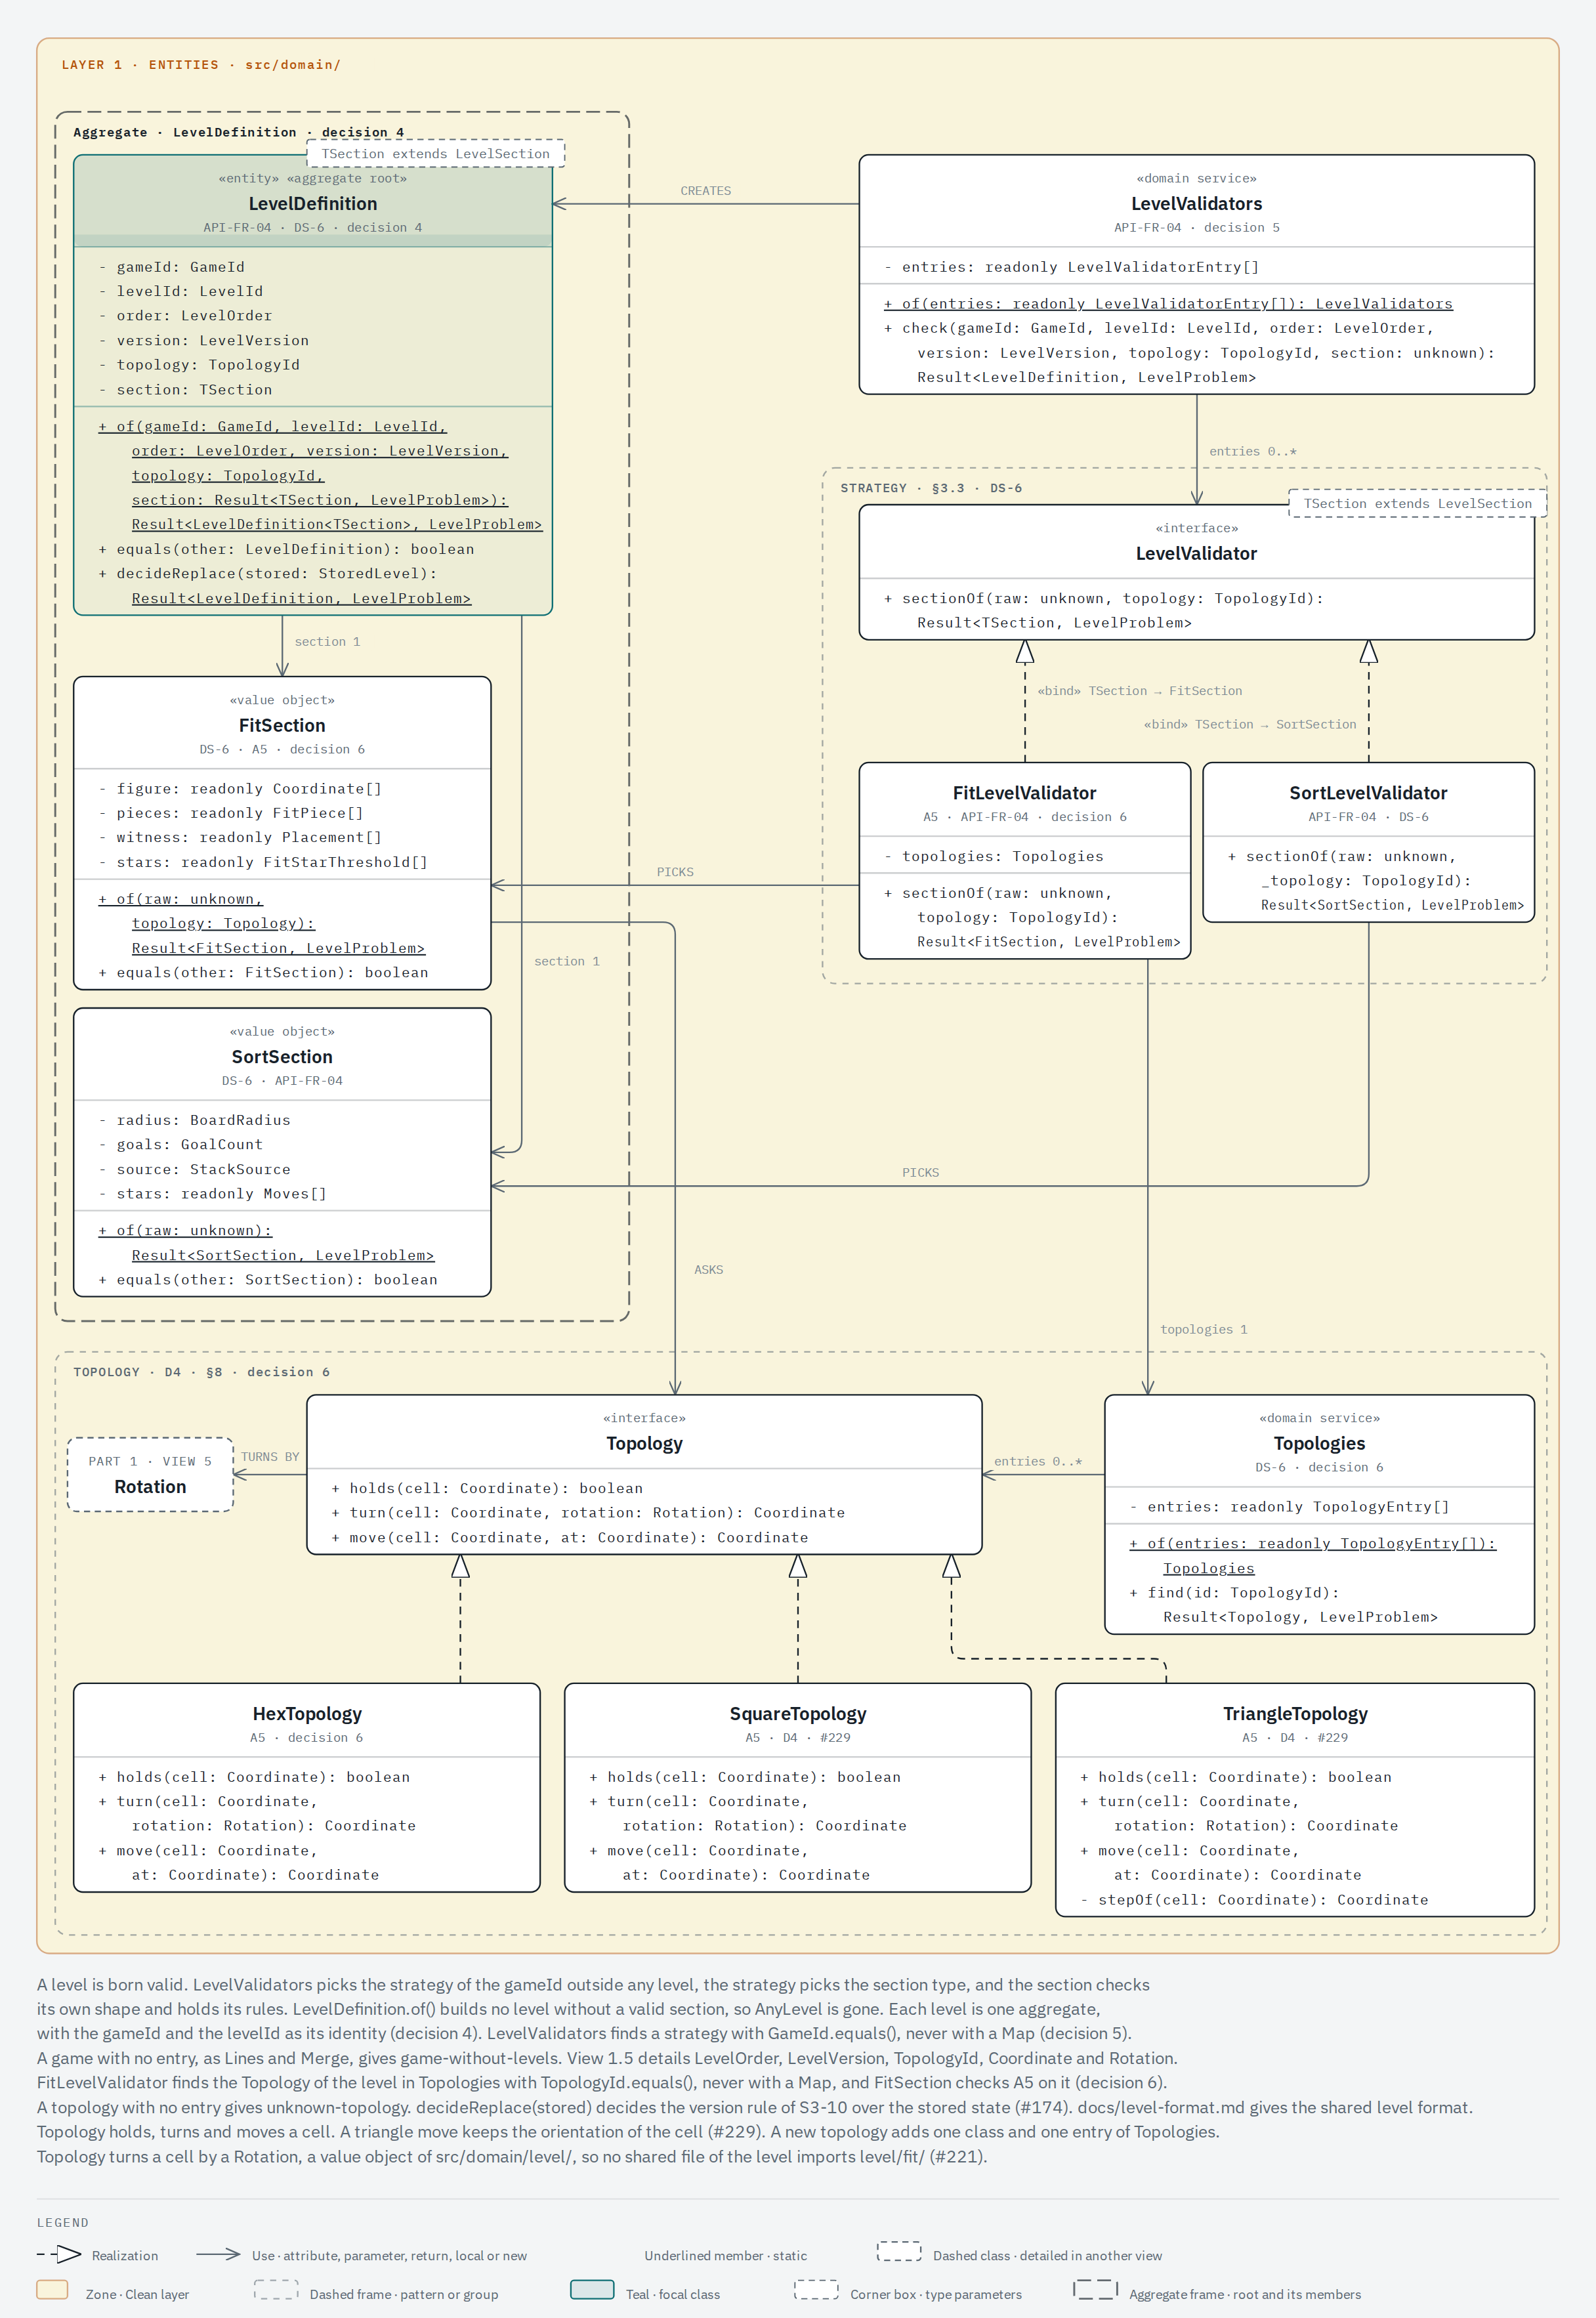 LAYER 1 · ENTITIES · src/domain/
Aggregate · LevelDefinition · decision 4
TSection extends LevelSection
«entity» «aggregate root»
LevelDefinition
API-FR-04 · DS-6 · decision 4
- gameId: GameId
- levelId: LevelId
- order: LevelOrder
- version: LevelVersion
- topology: TopologyId
- section: TSection
+ of(gameId: GameId, levelId: LevelId,
order: LevelOrder, version: LevelVersion,
topology: TopologyId,
section: Result<TSection, LevelProblem>):
Result<LevelDefinition<TSection>, LevelProblem>
+ equals(other: LevelDefinition): boolean
+ decideReplace(stored: StoredLevel):
Result<LevelDefinition, LevelProblem>
CREATES
«domain service»
LevelValidators
API-FR-04 · decision 5
- entries: readonly LevelValidatorEntry[]
+ of(entries: readonly LevelValidatorEntry[]): LevelValidators
+ check(gameId: GameId, levelId: LevelId, order: LevelOrder,
version: LevelVersion, topology: TopologyId, section: unknown):
Result<LevelDefinition, LevelProblem>
entries 0..*
STRATEGY · §3.3 · DS-6
TSection extends LevelSection
«interface»
LevelValidator
+ sectionOf(raw: unknown, topology: TopologyId):
Result<TSection, LevelProblem>
«bind» TSection → FitSection
«bind» TSection → SortSection
section 1
«value object»
FitSection
DS-6 · A5 · decision 6
- figure: readonly Coordinate[]
- pieces: readonly FitPiece[]
- witness: readonly Placement[]
- stars: readonly FitStarThreshold[]
+ of(raw: unknown,
topology: Topology):
Result<FitSection, LevelProblem>
+ equals(other: FitSection): boolean
PICKS
section 1
FitLevelValidator
A5 · API-FR-04 · decision 6
- topologies: Topologies
+ sectionOf(raw: unknown,
topology: TopologyId):
Result<FitSection, LevelProblem>
SortLevelValidator
API-FR-04 · DS-6
+ sectionOf(raw: unknown,
_topology: TopologyId):
Result<SortSection, LevelProblem>
«value object»
SortSection
DS-6 · API-FR-04
- radius: BoardRadius
- goals: GoalCount
- source: StackSource
- stars: readonly Moves[]
+ of(raw: unknown):
Result<SortSection, LevelProblem>
+ equals(other: SortSection): boolean
PICKS
ASKS
topologies 1
TOPOLOGY · D4 · §8 · decision 6
PART 1 · VIEW 5
Rotation
TURNS BY
«interface»
Topology
+ holds(cell: Coordinate): boolean
+ turn(cell: Coordinate, rotation: Rotation): Coordinate
+ move(cell: Coordinate, at: Coordinate): Coordinate
entries 0..*
«domain service»
Topologies
DS-6 · decision 6
- entries: readonly TopologyEntry[]
+ of(entries: readonly TopologyEntry[]):
Topologies
+ find(id: TopologyId):
Result<Topology, LevelProblem>
HexTopology
A5 · decision 6
+ holds(cell: Coordinate): boolean
+ turn(cell: Coordinate,
rotation: Rotation): Coordinate
+ move(cell: Coordinate,
at: Coordinate): Coordinate
SquareTopology
A5 · D4 · #229
+ holds(cell: Coordinate): boolean
+ turn(cell: Coordinate,
rotation: Rotation): Coordinate
+ move(cell: Coordinate,
at: Coordinate): Coordinate
TriangleTopology
A5 · D4 · #229
+ holds(cell: Coordinate): boolean
+ turn(cell: Coordinate,
rotation: Rotation): Coordinate
+ move(cell: Coordinate,
at: Coordinate): Coordinate
- stepOf(cell: Coordinate): Coordinate
A level is born valid. LevelValidators picks the strategy of the gameId outside any level, the strategy picks the section type, and the section checks
its own shape and holds its rules. LevelDefinition.of() builds no level without a valid section, so AnyLevel is gone. Each level is one aggregate,
with the gameId and the levelId as its identity (decision 4). LevelValidators finds a strategy with GameId.equals(), never with a Map (decision 5).
A game with no entry, as Lines and Merge, gives game-without-levels. View 1.5 details LevelOrder, LevelVersion, TopologyId, Coordinate and Rotation.
FitLevelValidator finds the Topology of the level in Topologies with TopologyId.equals(), never with a Map, and FitSection checks A5 on it (decision 6).
A topology with no entry gives unknown-topology. decideReplace(stored) decides the version rule of S3-10 over the stored state (#174). docs/level-format.md gives the shared level format.
Topology holds, turns and moves a cell. A triangle move keeps the orientation of the cell (#229). A new topology adds one class and one entry of Topologies.
Topology turns a cell by a Rotation, a value object of src/domain/level/, so no shared file of the level imports level/fit/ (#221).
LEGEND
Realization
Use · attribute, parameter, return, local or new
Underlined member · static
Dashed class · detailed in another view
Zone · Clean layer
Dashed frame · pattern or group
Teal · focal class
Corner box · type parameters
Aggregate frame · root and its members